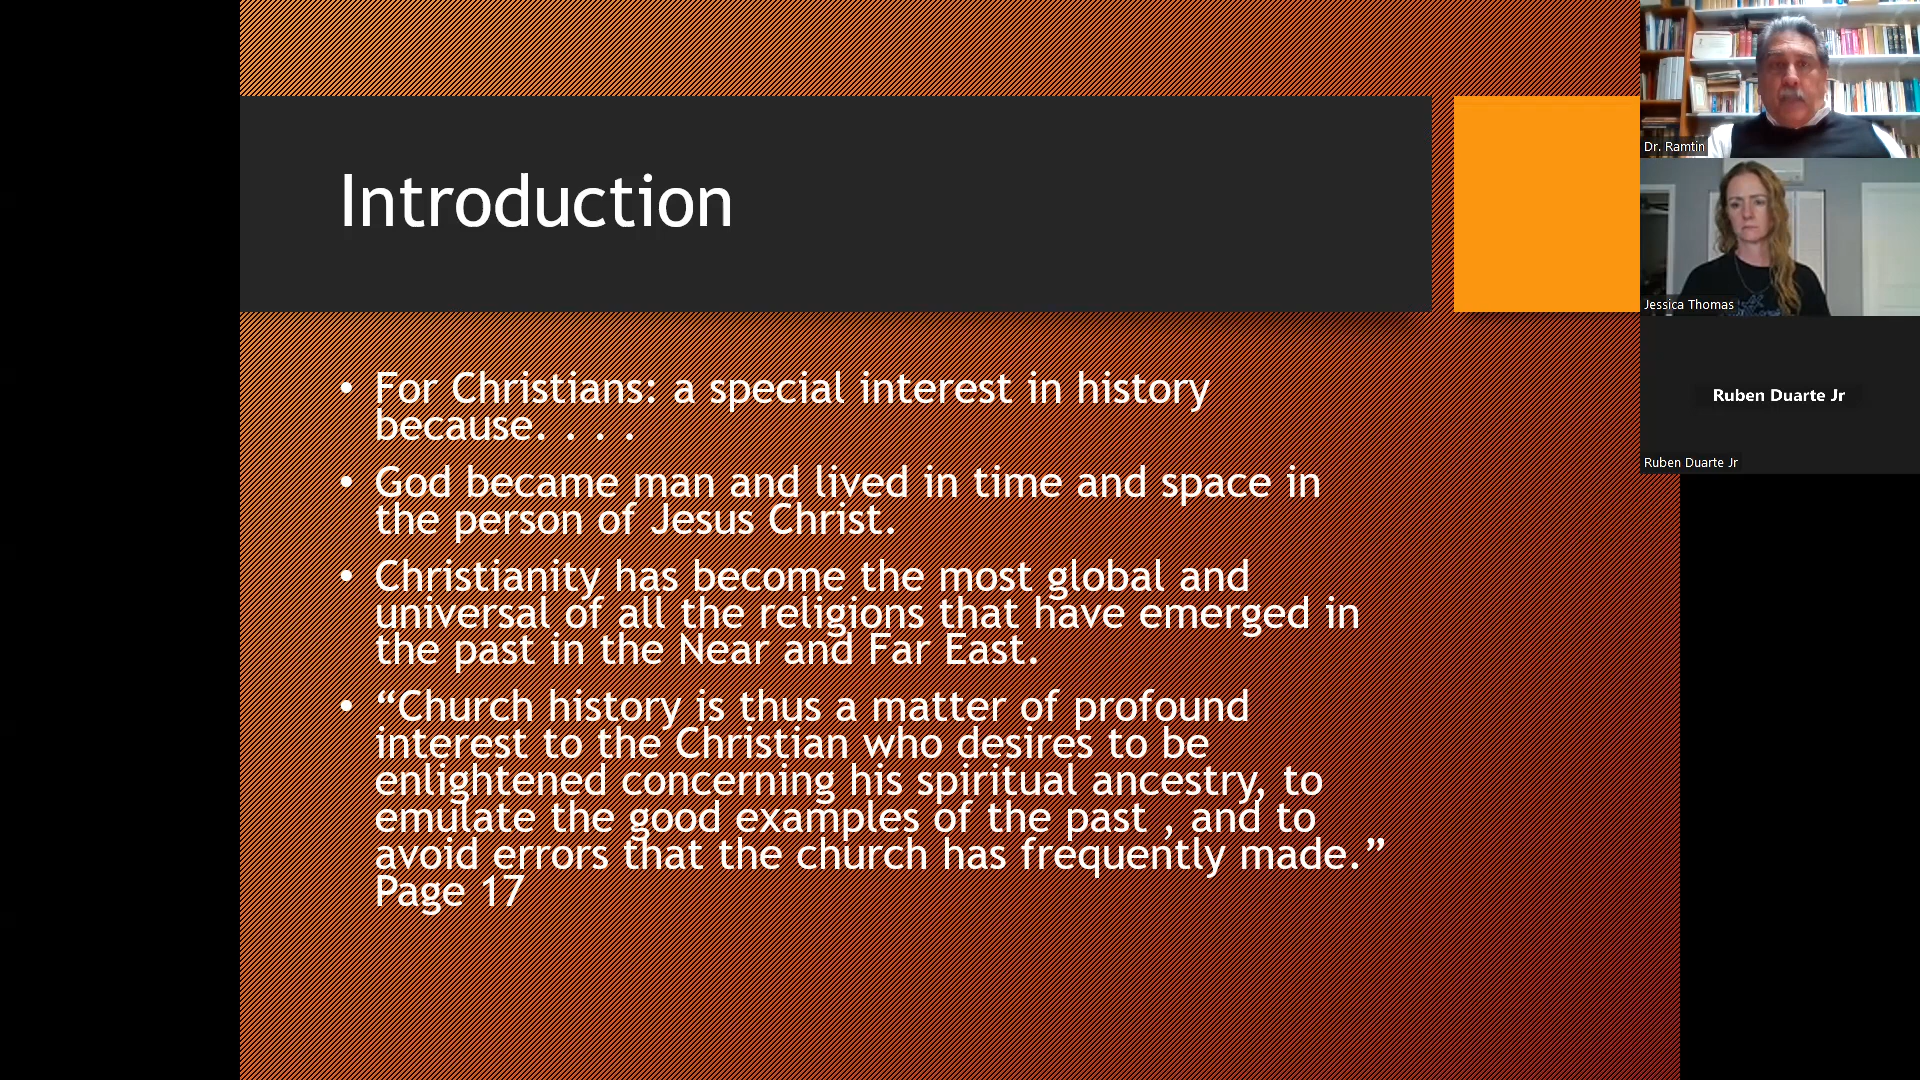 Introduction
• For Christians: a special interest in history
because. . . .
• God became man and lived in time and space in
the person of Jesus Christ.
• Christianity has become the most global and
universal of all the religions that have emerged in
the past in the Near and Far East.
• “Church history is thus a matter of profound
interest to the Christian who desires to be
enlightened concerning his spiritual ancestry, to
emulate the good examples of the past , and to
avoid errors that the church has frequently made.”
Page 17
Dr. Ramtin
Jessica Thomas
Ruben Duarte Jr
Ruben Duarte Jr